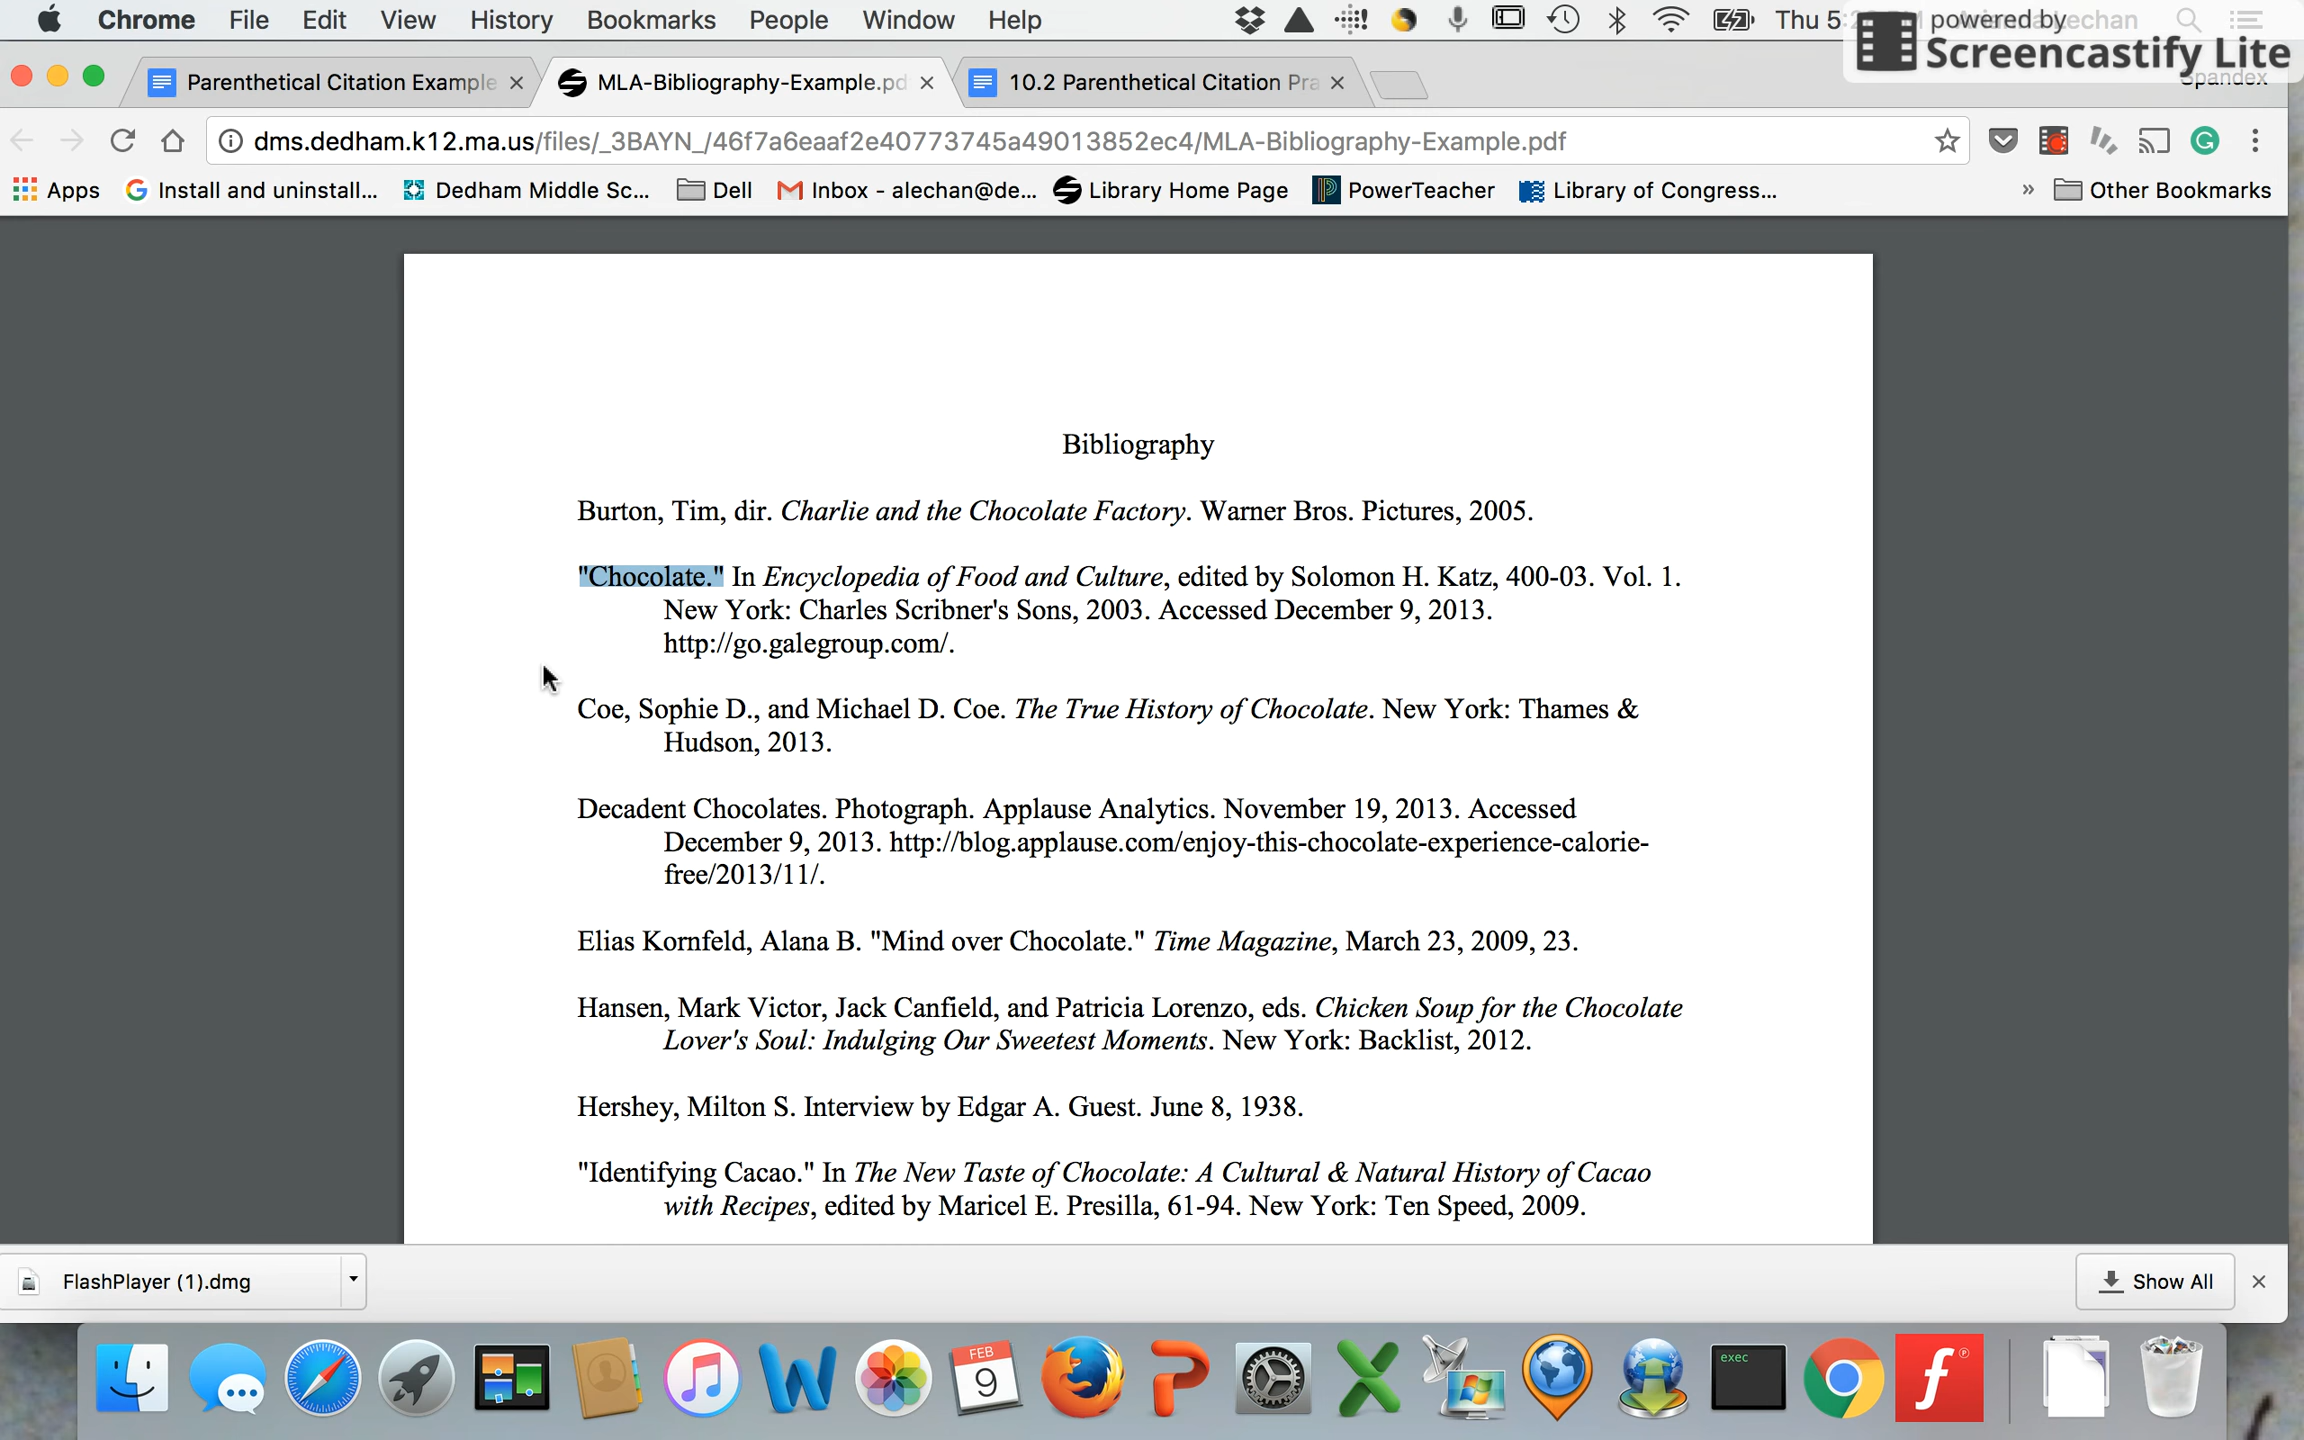 Chrome File Edit View History Bookmarks People Window Help Thu 5:2
powered by
Screencastify Lite
Parenthetical Citation Example MLA-Bibliography-Example.pd 10.2 Parenthetical Citation Pra Spandex
dms.dedham.k12.ma.us/files/_3BAYN_/46f7a6eaaf2e40773745a49013852ec4/MLA-Bibliography-Example.pdf
Apps Install and uninstall... Dedham Middle Sc... Dell Inbox - alechan@de... Library Home Page PowerTeacher Library of Congress... » Other Bookmarks
Bibliography
Burton, Tim, dir. Charlie and the Chocolate Factory. Warner Bros. Pictures, 2005.
"Chocolate." In Encyclopedia of Food and Culture, edited by Solomon H. Katz, 400-03. Vol. 1.
New York: Charles Scribner's Sons, 2003. Accessed December 9, 2013.
http://go.galegroup.com/.
Coe, Sophie D., and Michael D. Coe. The True History of Chocolate. New York: Thames &
Hudson, 2013.
Decadent Chocolates. Photograph. Applause Analytics. November 19, 2013. Accessed
December 9, 2013. http://blog.applause.com/enjoy-this-chocolate-experience-calorie-
free/2013/11/.
Elias Kornfeld, Alana B. "Mind over Chocolate." Time Magazine, March 23, 2009, 23.
Hansen, Mark Victor, Jack Canfield, and Patricia Lorenzo, eds. Chicken Soup for the Chocolate
Lover's Soul: Indulging Our Sweetest Moments. New York: Backlist, 2012.
Hershey, Milton S. Interview by Edgar A. Guest. June 8, 1938.
"Identifying Cacao." In The New Taste of Chocolate: A Cultural & Natural History of Cacao
with Recipes, edited by Maricel E. Presilla, 61-94. New York: Ten Speed, 2009.
FlashPlayer (1).dmg Show All
FEB
9
exec